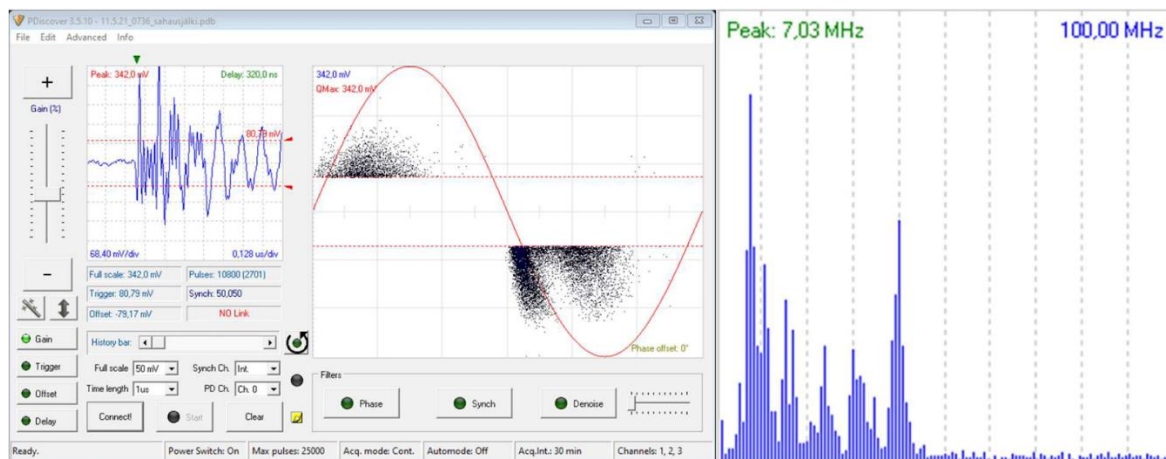 PDiscover 3.5.10 - 11.5.21_0736_sahausjälki.pdb
File Edit Advanced Info
Gain (%)
Peak: 342,0 mV
Delay: 320,0 ns
80,79 mV
68,40 mV/div
0,128 us/div
342,0 mV
QMax: 342,0 mV
Phase offset: 0°
Full scale: 342,0 mV
Pulses: 10800 (2701)
Trigger: 80,79 mV
Synch: 50,050
Offset: -79,17 mV
NO Link
Gain
Trigger
Offset
Delay
History bar:
Full scale 50 mV
Synch Ch. Int.
Time length 1us
PD Ch. Ch. 0
Connect!
Start
Clear
Filters
Phase
Synch
Denoise
Ready.
Power Switch: On
Max pulses: 25000
Acq. mode: Cont.
Automode: Off
Acq.Int.: 30 min
Channels: 1, 2, 3
Peak: 7,03 MHz
100,00 MHz